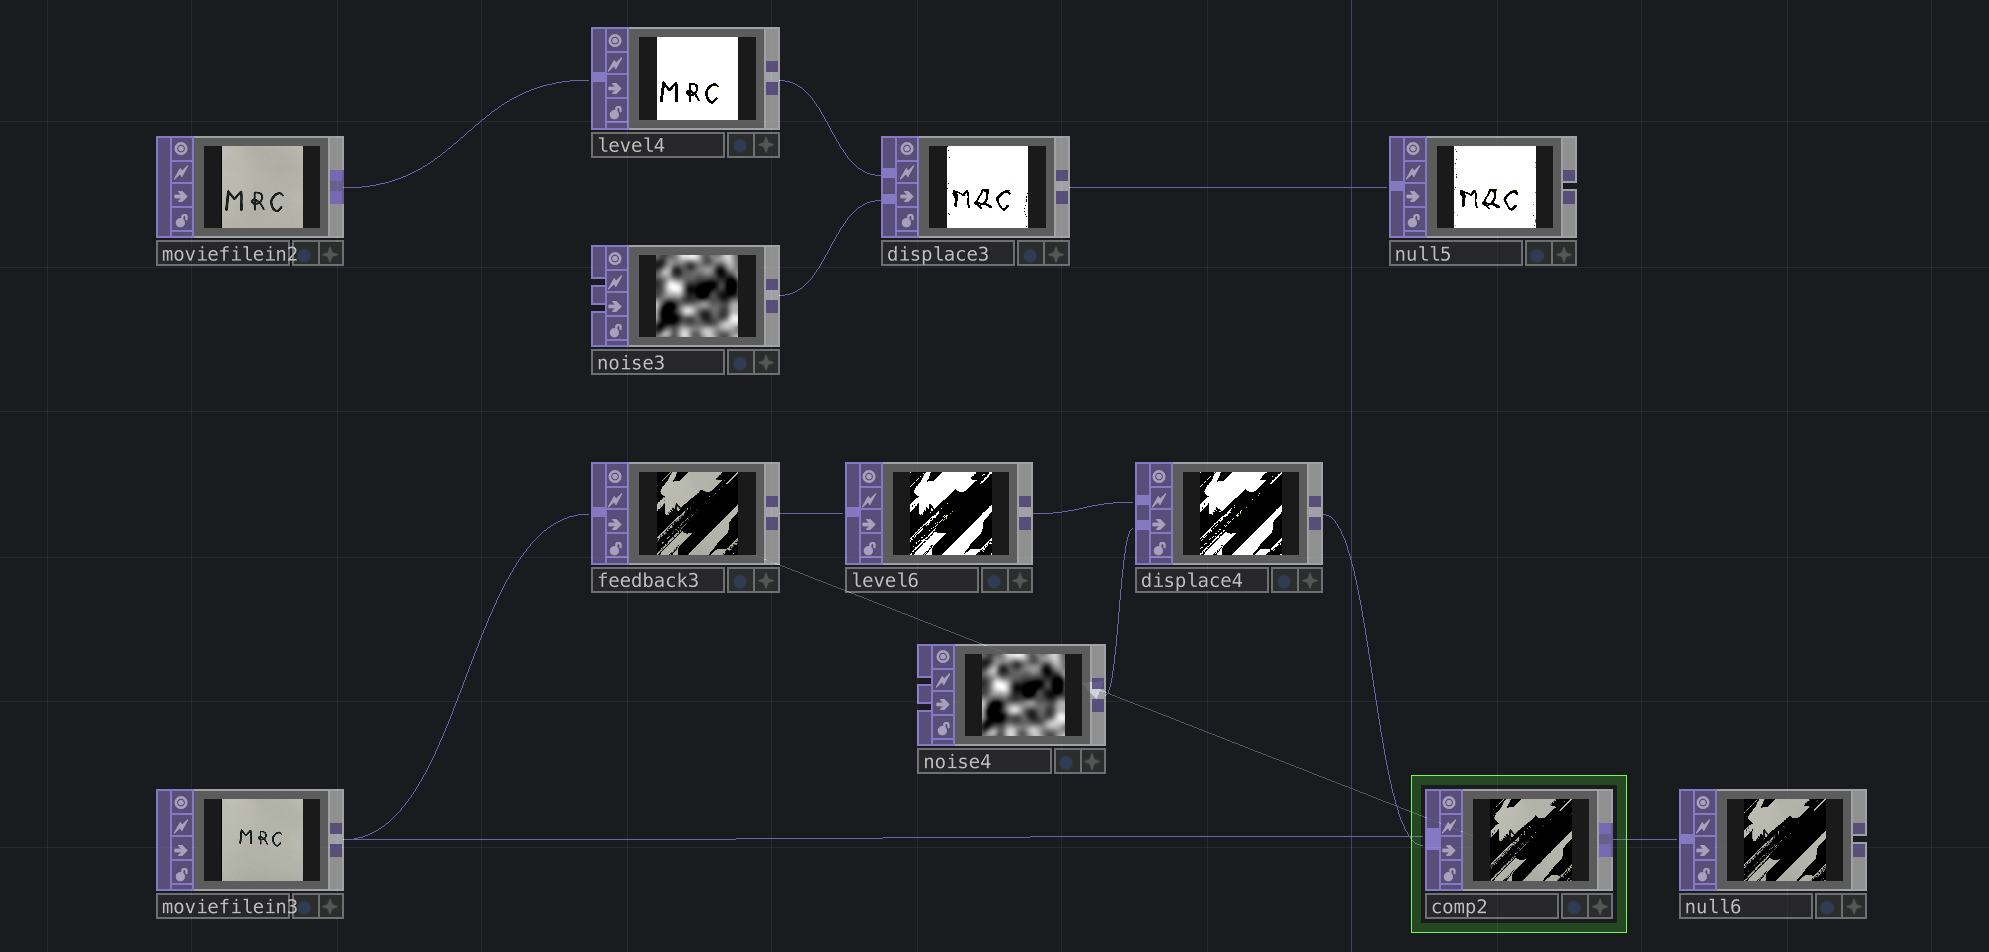 MRC
level4
MRC
moviefilein2
MRC
displace3
MRC
null5
noise3
feedback3
level6
displace4
noise4
MRC
moviefilein3
comp2
null6